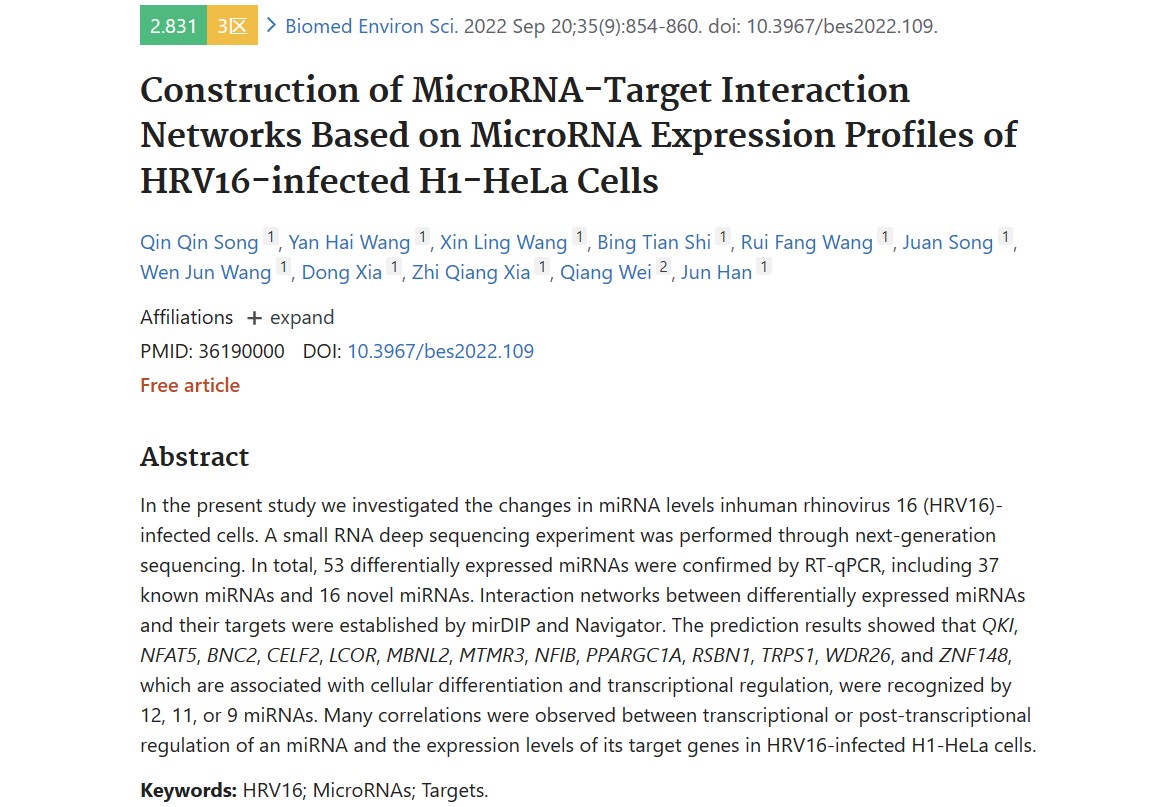 2.831 3区 > Biomed Environ Sci. 2022 Sep 20;35(9):854-860. doi: 10.3967/bes2022.109.
Construction of MicroRNA-Target Interaction
Networks Based on MicroRNA Expression Profiles of
HRV16-infected H1-HeLa Cells
Qin Qin Song 1, Yan Hai Wang 1, Xin Ling Wang 1, Bing Tian Shi 1, Rui Fang Wang 1, Juan Song 1,
Wen Jun Wang 1, Dong Xia 1, Zhi Qiang Xia 1, Qiang Wei 2, Jun Han 1
Affiliations + expand
PMID: 36190000 DOI: 10.3967/bes2022.109
Free article
Abstract
In the present study we investigated the changes in miRNA levels inhuman rhinovirus 16 (HRV16)-
infected cells. A small RNA deep sequencing experiment was performed through next-generation
sequencing. In total, 53 differentially expressed miRNAs were confirmed by RT-qPCR, including 37
known miRNAs and 16 novel miRNAs. Interaction networks between differentially expressed miRNAs
and their targets were established by mirDIP and Navigator. The prediction results showed that QKI,
NFAT5, BNC2, CELF2, LCOR, MBNL2, MTMR3, NFIB, PPARGC1A, RSBN1, TRPS1, WDR26, and ZNF148,
which are associated with cellular differentiation and transcriptional regulation, were recognized by
12, 11, or 9 miRNAs. Many correlations were observed between transcriptional or post-transcriptional
regulation of an miRNA and the expression levels of its target genes in HRV16-infected H1-HeLa cells.
Keywords: HRV16; MicroRNAs; Targets.